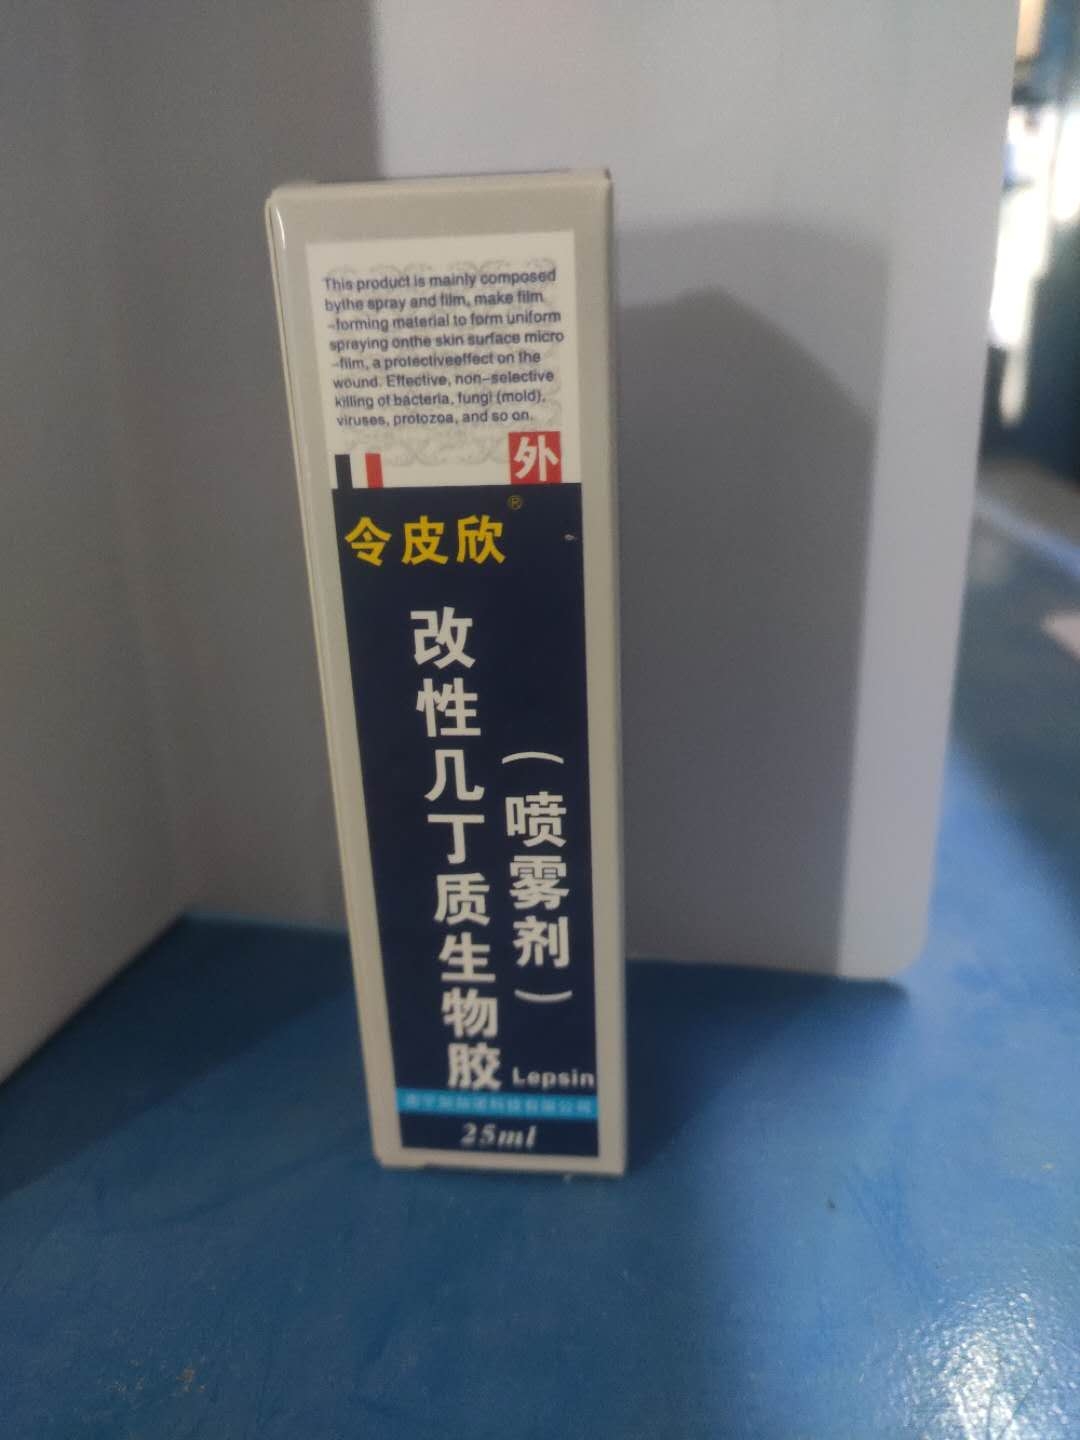 This product is mainly composed
bythe spray and film, make film
-forming material to form uniform
spraying onthe skin surface micro
-film, a protectiveeffect on the
wound. Effective, non-selective
killing of bacteria, fungi (mold),
viruses, protozoa, and so on.
外
令皮欣®
改性几丁质生物胶
(喷雾剂)
Lepsin
25ml